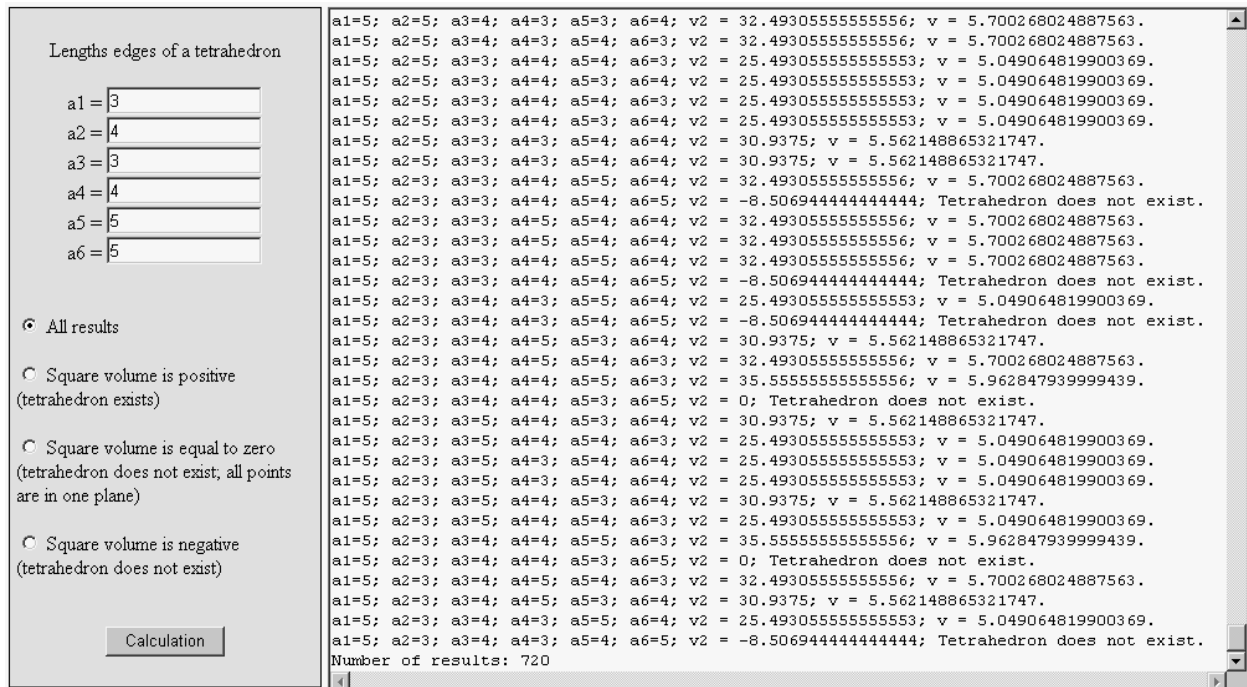 Lengths edges of a tetrahedron
a1 = 3
a2 = 4
a3 = 3
a4 = 4
a5 = 5
a6 = 5
All results
Square volume is positive
(tetrahedron exists)
Square volume is equal to zero
(tetrahedron does not exist; all points
are in one plane)
Square volume is negative
(tetrahedron does not exist)
Calculation
a1=5; a2=5; a3=4; a4=3; a5=3; a6=4; v2 = 32.49305555555556; v = 5.700268024887563.
a1=5; a2=5; a3=4; a4=3; a5=4; a6=3; v2 = 32.49305555555556; v = 5.700268024887563.
a1=5; a2=5; a3=4; a4=3; a5=4; a6=3; v2 = 25.493055555555553; v = 5.049064819900369.
a1=5; a2=5; a3=4; a4=3; a5=3; a6=4; v2 = 25.493055555555553; v = 5.049064819900369.
a1=5; a2=5; a3=3; a4=4; a5=4; a6=3; v2 = 25.493055555555553; v = 5.049064819900369.
a1=5; a2=5; a3=3; a4=4; a5=3; a6=4; v2 = 25.493055555555553; v = 5.049064819900369.
a1=5; a2=5; a3=3; a4=3; a5=4; a6=4; v2 = 30.9375; v = 5.562148865321747.
a1=5; a2=5; a3=3; a4=3; a5=4; a6=4; v2 = 30.9375; v = 5.562148865321747.
a1=5; a2=3; a3=3; a4=4; a5=5; a6=4; v2 = 32.49305555555556; v = 5.700268024887563.
a1=5; a2=3; a3=3; a4=4; a5=4; a6=5; v2 = -8.506944444444444; Tetrahedron does not exist.
a1=5; a2=3; a3=3; a4=5; a5=4; a6=4; v2 = 32.49305555555556; v = 5.700268024887563.
a1=5; a2=3; a3=3; a4=5; a5=4; a6=4; v2 = 32.49305555555556; v = 5.700268024887563.
a1=5; a2=3; a3=3; a4=4; a5=5; a6=4; v2 = 32.49305555555556; v = 5.700268024887563.
a1=5; a2=3; a3=3; a4=4; a5=4; a6=5; v2 = -8.506944444444444; Tetrahedron does not exist.
a1=5; a2=3; a3=4; a4=3; a5=5; a6=4; v2 = 25.493055555555553; v = 5.049064819900369.
a1=5; a2=3; a3=4; a4=3; a5=4; a6=5; v2 = -8.506944444444444; Tetrahedron does not exist.
a1=5; a2=3; a3=4; a4=5; a5=3; a6=4; v2 = 30.9375; v = 5.562148865321747.
a1=5; a2=3; a3=4; a4=5; a5=4; a6=3; v2 = 32.49305555555556; v = 5.700268024887563.
a1=5; a2=3; a3=4; a4=4; a5=5; a6=3; v2 = 35.55555555555556; v = 5.962847939999439.
a1=5; a2=3; a3=4; a4=4; a5=3; a6=5; v2 = 0; Tetrahedron does not exist.
a1=5; a2=3; a3=5; a4=4; a5=3; a6=4; v2 = 30.9375; v = 5.562148865321747.
a1=5; a2=3; a3=5; a4=4; a5=4; a6=3; v2 = 25.493055555555553; v = 5.049064819900369.
a1=5; a2=3; a3=5; a4=3; a5=4; a6=4; v2 = 25.493055555555553; v = 5.049064819900369.
a1=5; a2=3; a3=5; a4=3; a5=4; a6=4; v2 = 25.493055555555553; v = 5.049064819900369.
a1=5; a2=3; a3=5; a4=4; a5=3; a6=4; v2 = 30.9375; v = 5.562148865321747.
a1=5; a2=3; a3=5; a4=4; a5=4; a6=3; v2 = 25.493055555555553; v = 5.049064819900369.
a1=5; a2=3; a3=4; a4=4; a5=5; a6=3; v2 = 35.55555555555556; v = 5.962847939999439.
a1=5; a2=3; a3=4; a4=4; a5=3; a6=5; v2 = 0; Tetrahedron does not exist.
a1=5; a2=3; a3=4; a4=5; a5=4; a6=3; v2 = 32.49305555555556; v = 5.700268024887563.
a1=5; a2=3; a3=4; a4=5; a5=3; a6=4; v2 = 30.9375; v = 5.562148865321747.
a1=5; a2=3; a3=4; a4=3; a5=5; a6=4; v2 = 25.493055555555553; v = 5.049064819900369.
a1=5; a2=3; a3=4; a4=3; a5=4; a6=5; v2 = -8.506944444444444; Tetrahedron does not exist.
Number of results: 720